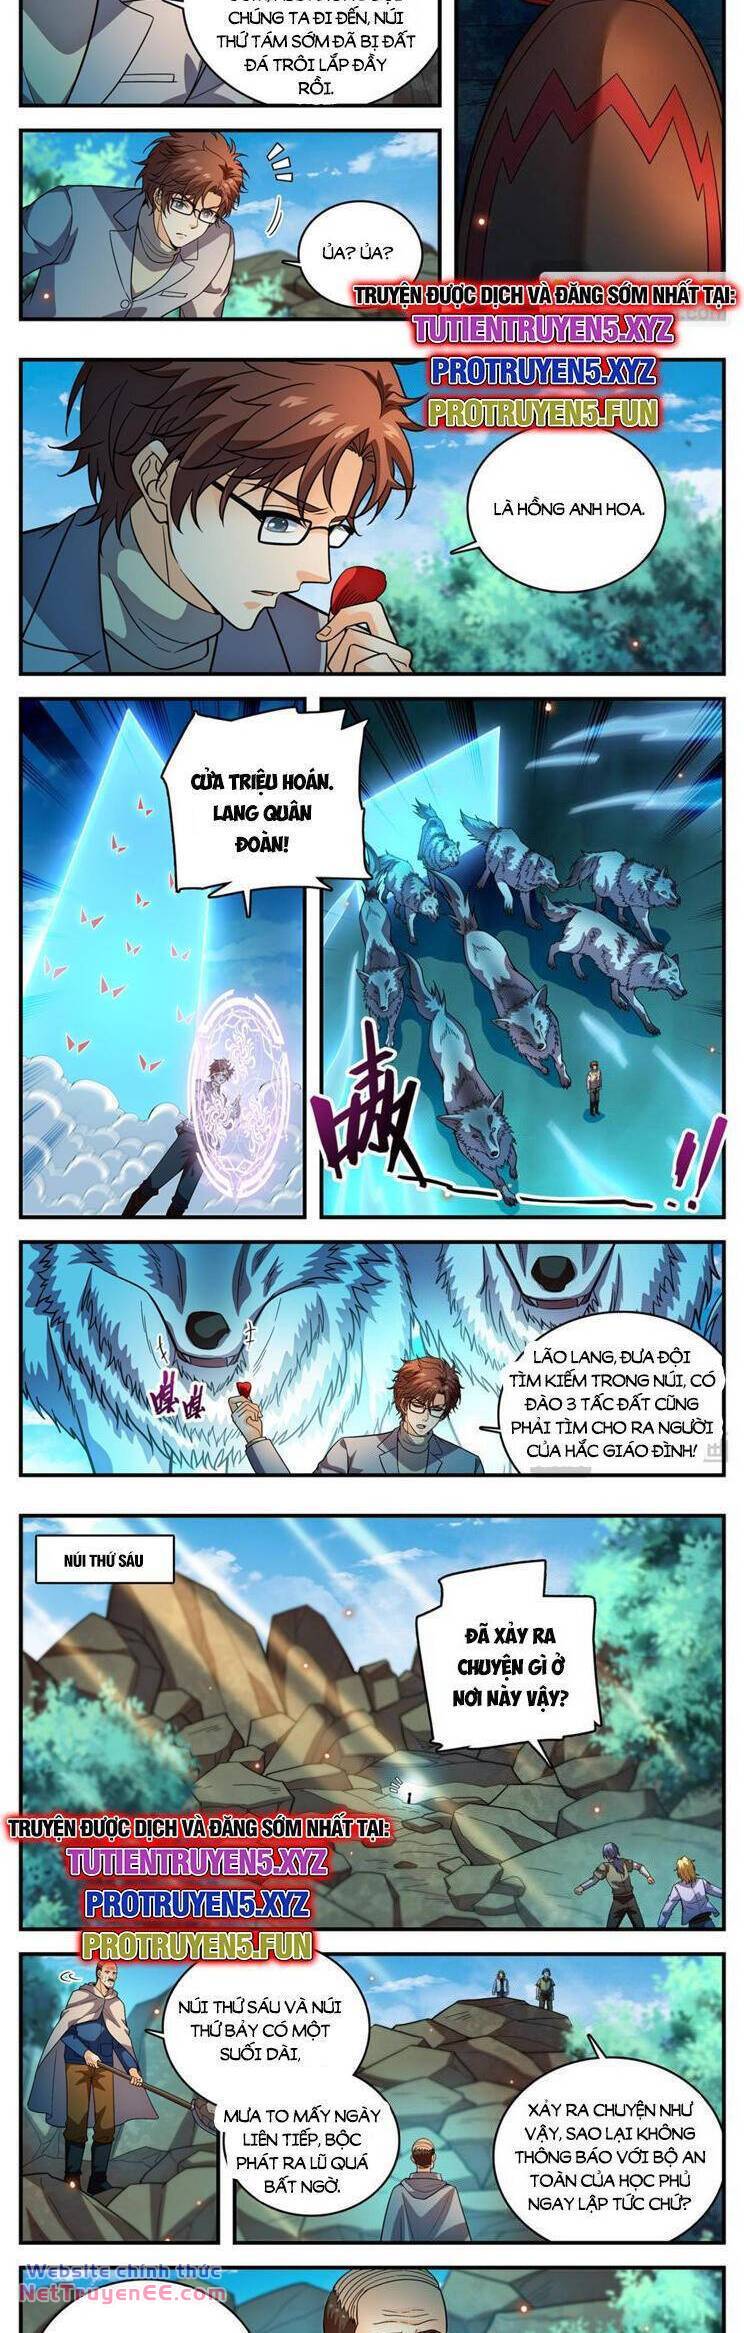 CHÚNG TA ĐI ĐẾN, NÚI
THỨ TÁM SỚM ĐÃ BỊ ĐẤT
ĐÁ TRÔI LẮP ĐẦY
RỒI.
ỦA? ỦA?
TRUYỆN ĐƯỢC DỊCH VÀ ĐĂNG SỚM NHẤT TẠI:
TUTIENTRUYEN5.XYZ
PROTRUYEN5.XYZ
PROTRUYEN5.FUN
LÀ HỒNG ANH HOA.
CỬA TRIỆU HOÁN.
LANG QUÂN
ĐOÀN!
嗷!!
LÃO LANG, ĐƯA ĐỘI
TÌM KIẾM TRONG NÚI, CÓ
ĐÀO 3 TẤC ĐẤT CŨNG
PHẢI TÌM CHO RA NGƯỜI
CỦA HẮC GIÁO ĐÌNH!
NÚI THỨ SÁU
ĐÃ XẢY RA
CHUYỆN GÌ Ở
NƠI NÀY VẬY?
TRUYỆN ĐƯỢC DỊCH VÀ ĐĂNG SỚM NHẤT TẠI:
TUTIENTRUYEN5.XYZ
PROTRUYEN5.XYZ
PROTRUYEN5.FUN
NÚI THỨ SÁU VÀ NÚI
THỨ BẢY CÓ MỘT
SUỐI DÀI,
MƯA TO MẤY NGÀY
LIÊN TIẾP, BỘC
PHÁT RA LŨ QUÁ
BẤT NGỜ.
XẢY RA CHUYỆN NHƯ
VẬY, SAO LẠI KHÔNG
THÔNG BÁO VỚI BỘ AN
TOÀN CỦA HỌC PHỦ
NGAY LẬP TỨC CHỨ?
Website chính thức
NetTruyenEE.com